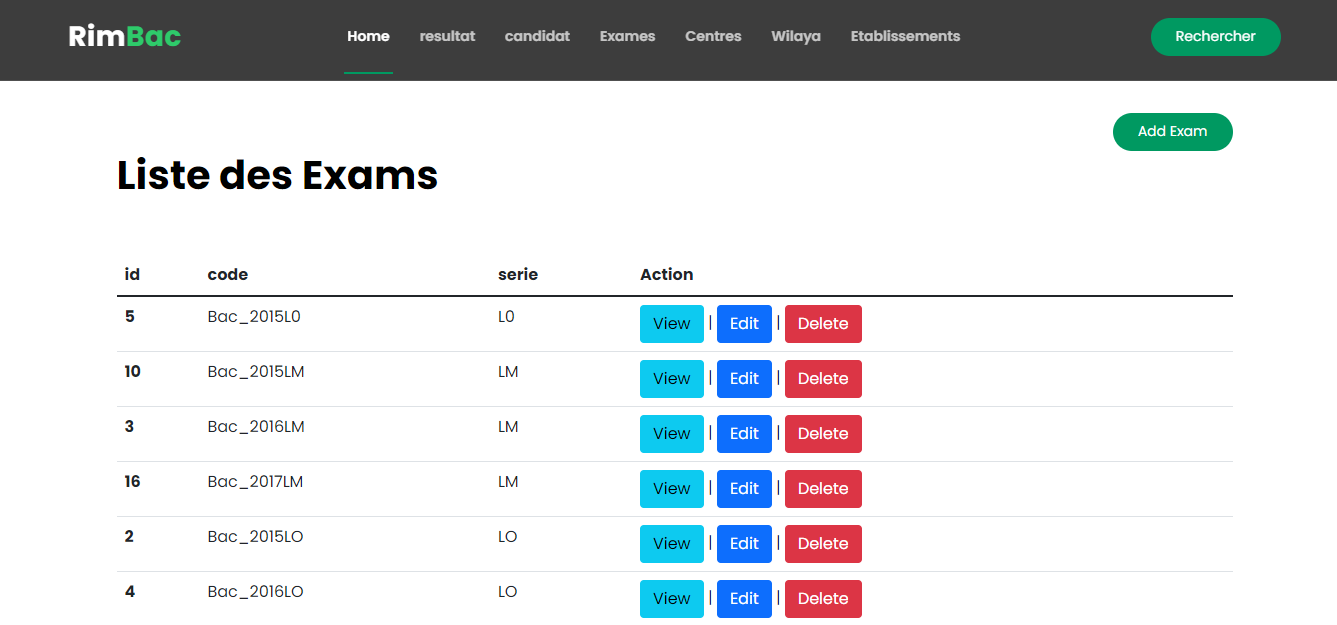 RimBac Home resultat candidat Exames Centres Wilaya Etablissements Rechercher
Add Exam
Liste des Exams
id code serie Action
5 Bac_2015L0 L0 View | Edit | Delete
10 Bac_2015LM LM View | Edit | Delete
3 Bac_2016LM LM View | Edit | Delete
16 Bac_2017LM LM View | Edit | Delete
2 Bac_2015LO LO View | Edit | Delete
4 Bac_2016LO LO View | Edit | Delete